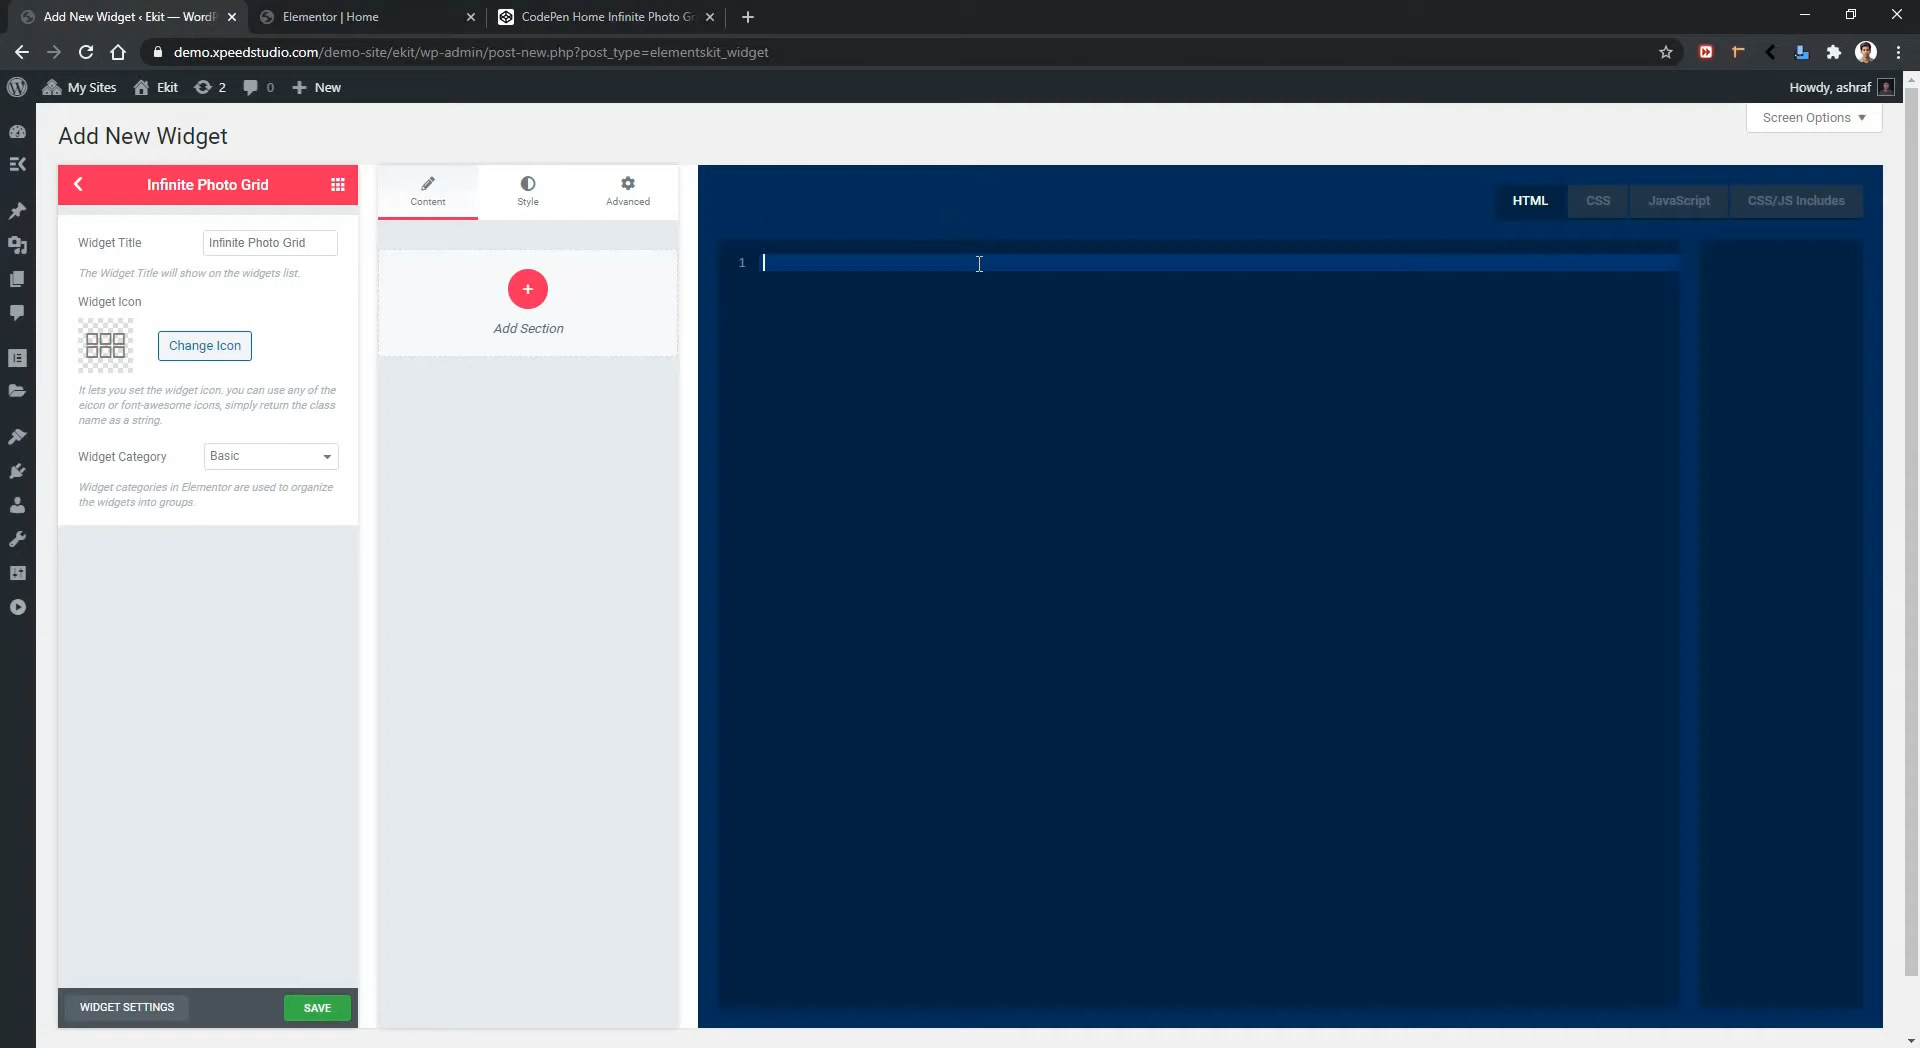 Add New Widget ‹ Ekit — WordP
Elementor | Home
CodePen Home Infinite Photo Gr
demo.xpeedstudio.com/demo-site/ekit/wp-admin/post-new.php?post_type=elementskit_widget
My Sites
Ekit
2
0
New
Howdy, ashraf
Add New Widget
Screen Options
Infinite Photo Grid
Content
Style
Advanced
HTML
CSS
JavaScript
CSS/JS Includes
Widget Title
Infinite Photo Grid
The Widget Title will show on the widgets list.
Widget Icon
Change Icon
It lets you set the widget icon. you can use any of the
eicon or font-awesome icons, simply return the class
name as a string.
Widget Category
Basic
Widget categories in Elementor are used to organize
the widgets into groups.
Add Section
1
WIDGET SETTINGS
SAVE